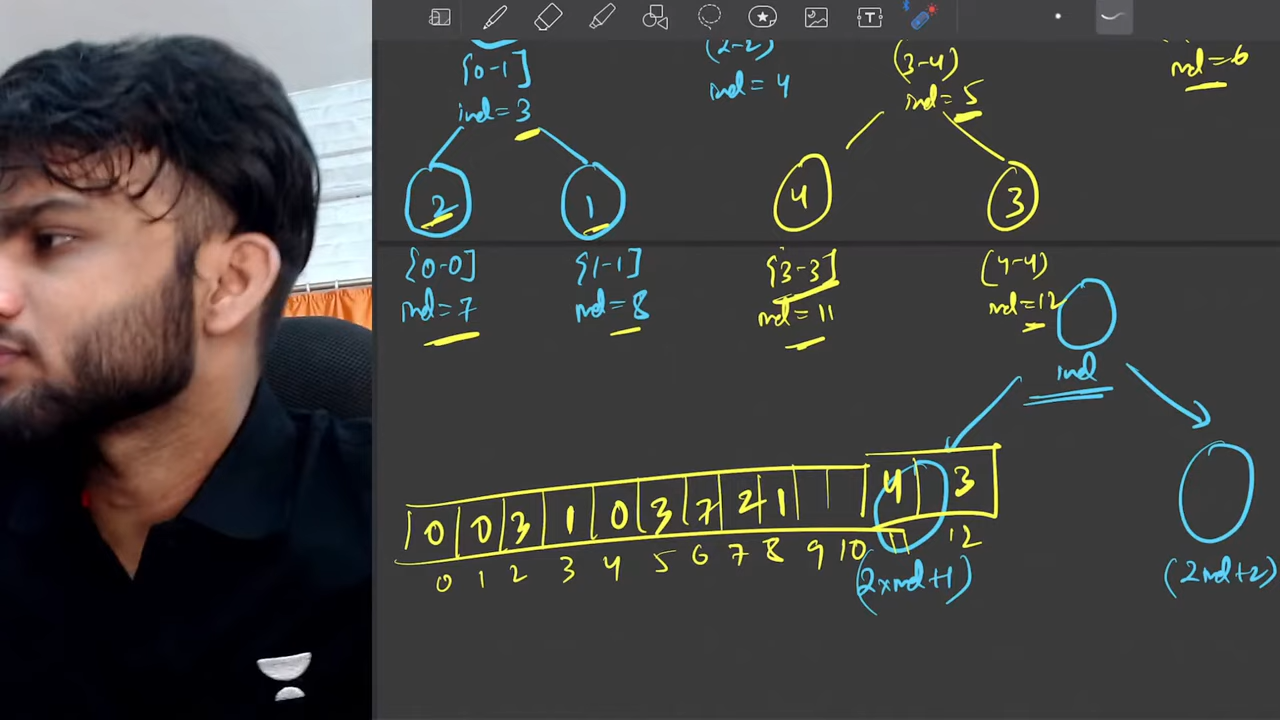 [0-1]
ind = 3
(2-2)
ind = 4
(3-4)
ind = 5
ind = 6
2
1
4
3
[0-0]
ind = 7
[1-1]
ind = 8
[3-3]
ind = 11
(4-4)
ind = 12
ind
0 0 3 1 0 3 7 2 1 4 3
0 1 2 3 4 5 6 7 8 9 10 11 12
(2×ind+1)
(2ind+2)